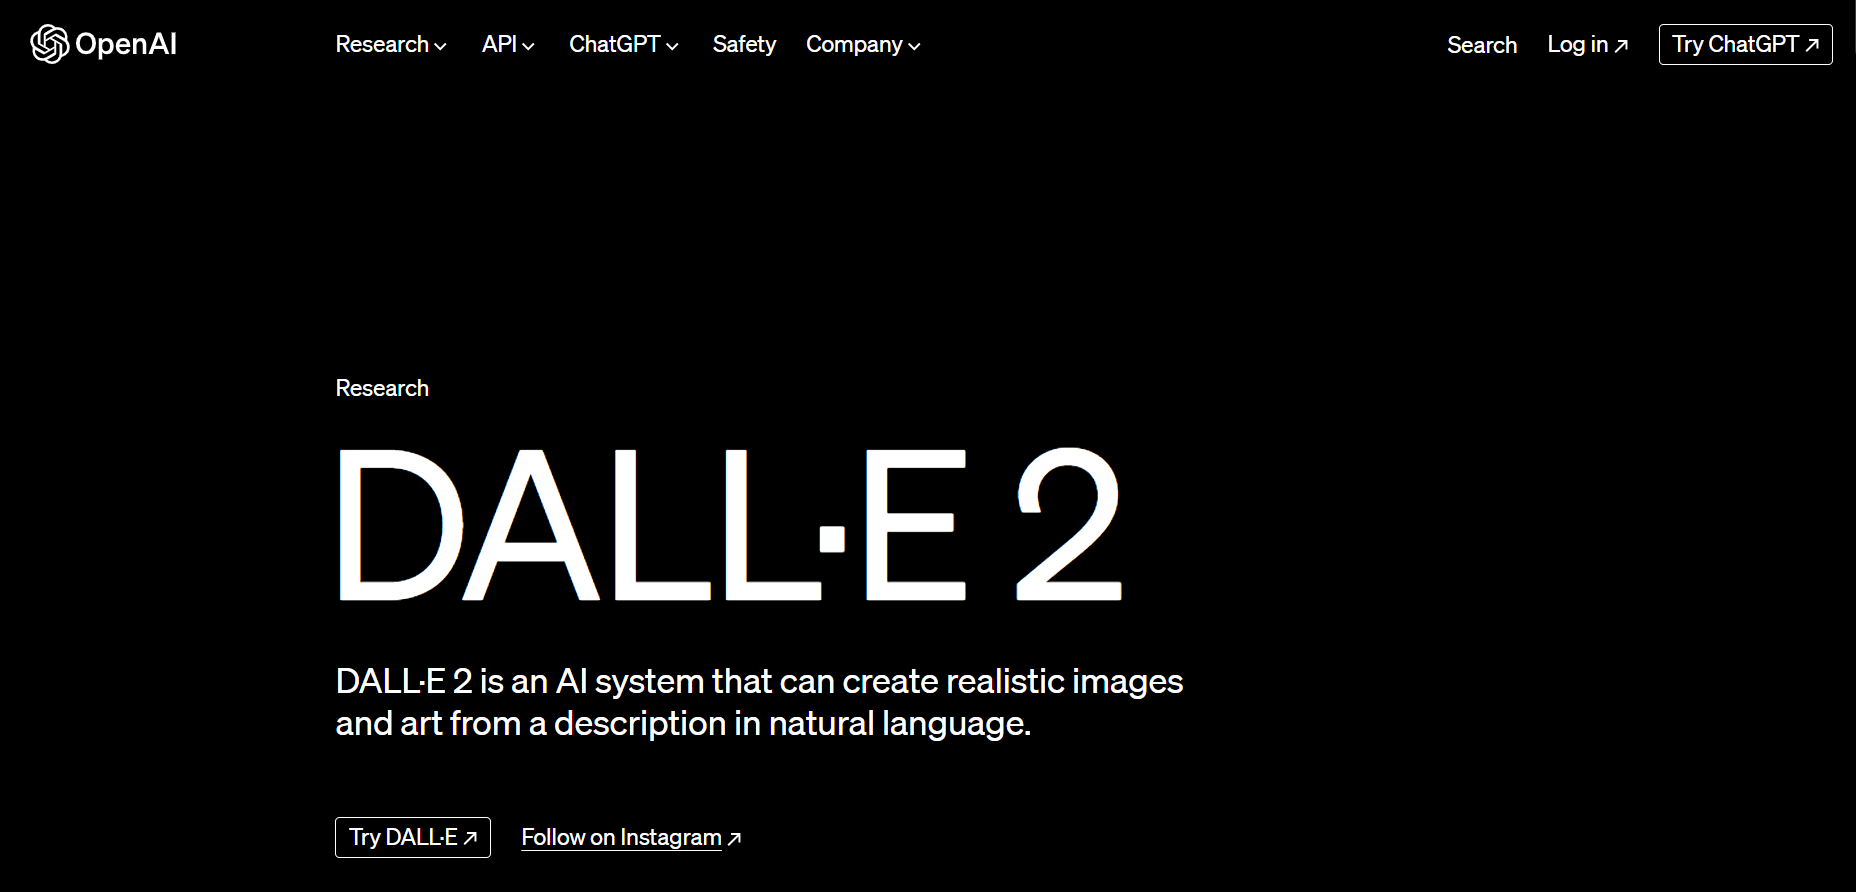 OpenAI
Research API ChatGPT Safety Company Search Log in Try ChatGPT
Research
DALL·E 2
DALL·E 2 is an AI system that can create realistic images
and art from a description in natural language.
Try DALL·E Follow on Instagram